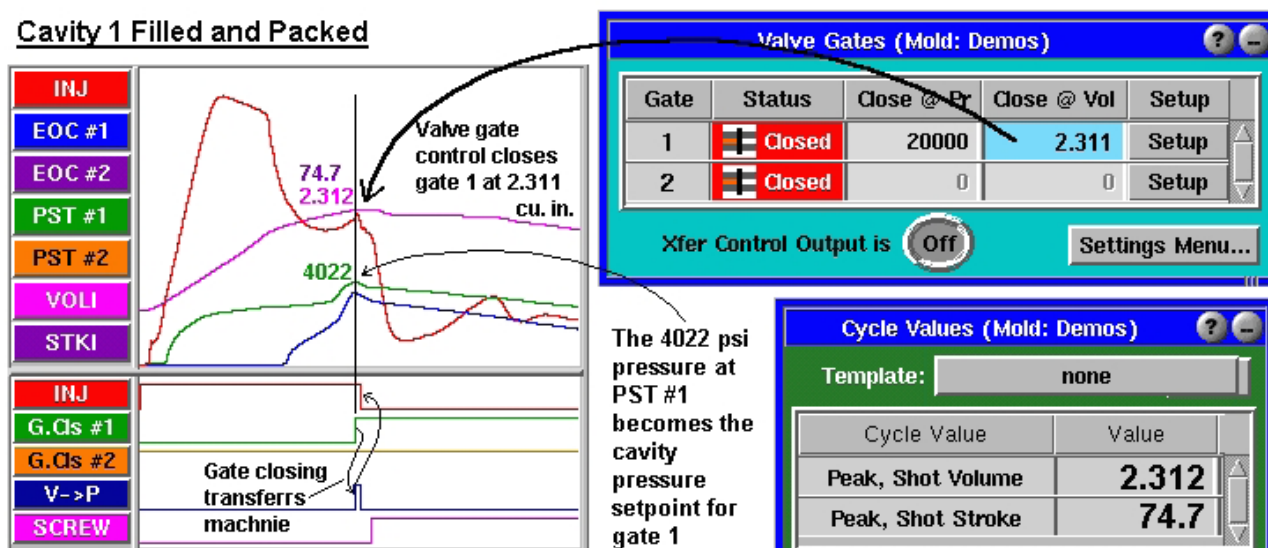 Cavity 1 Filled and Packed
INJ
EOC #1
EOC #2
PST #1
PST #2
VOLI
STKI
74.7
2.312
4022
Valve gate
control closes
gate 1 at 2.311
cu. in.
INJ
G.Cls #1
G.Cls #2
V->P
SCREW
Gate closing
transferrs
machnie
The 4022 psi
pressure at
PST #1
becomes the
cavity
pressure
setpoint for
gate 1
Valve Gates (Mold: Demos) ? –
Gate Status Close @ Pr Close @ Vol Setup
1 Closed 20000 2.311 Setup
2 Closed 0 0 Setup
Xfer Control Output is Off Settings Menu...
Cycle Values (Mold: Demos) ? –
Template: none
Cycle Value Value
Peak, Shot Volume 2.312
Peak, Shot Stroke 74.7